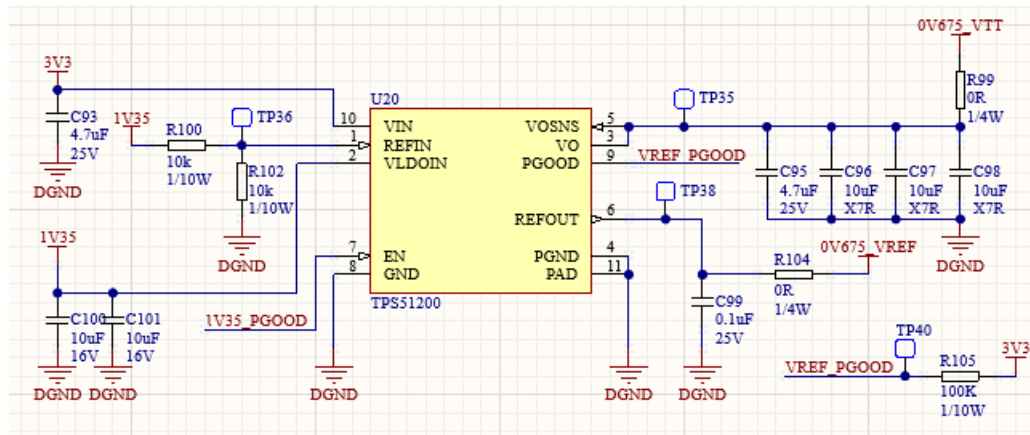 0V675_VTT
3V3
C93
4.7uF
25V
DGND
1V35
R100
10k
1/10W
TP36
R102
10k
1/10W
DGND
U20
10
VIN
1
REFIN
2
VLDOIN
7
EN
8
GND
TPS51200
VOSNS
5
VO
3
PGOOD
9
VREF_PGOOD
REFOUT
6
PGND
4
PAD
11
TP35
TP38
R99
0R
1/4W
C95
4.7uF
25V
C96
10uF
X7R
C97
10uF
X7R
C98
10uF
X7R
DGND
0V675_VREF
R104
0R
1/4W
C99
0.1uF
25V
DGND
DGND
1V35
C100
10uF
16V
DGND
C101
10uF
16V
DGND
1V35_PGOOD
DGND
VREF_PGOOD
TP40
R105
100K
1/10W
3V3